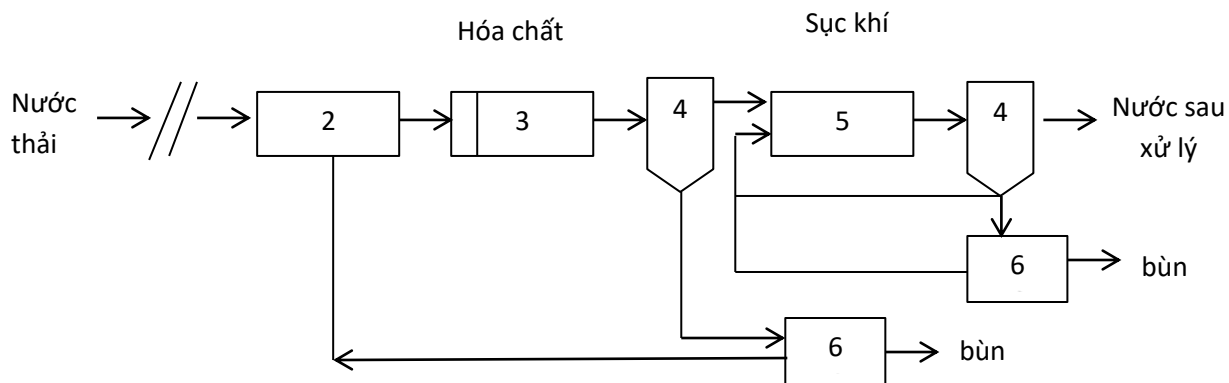 Hóa chất
Sục khí
Nước
thải
2
3
4
5
4
Nước sau
xử lý
6
bùn
6
bùn